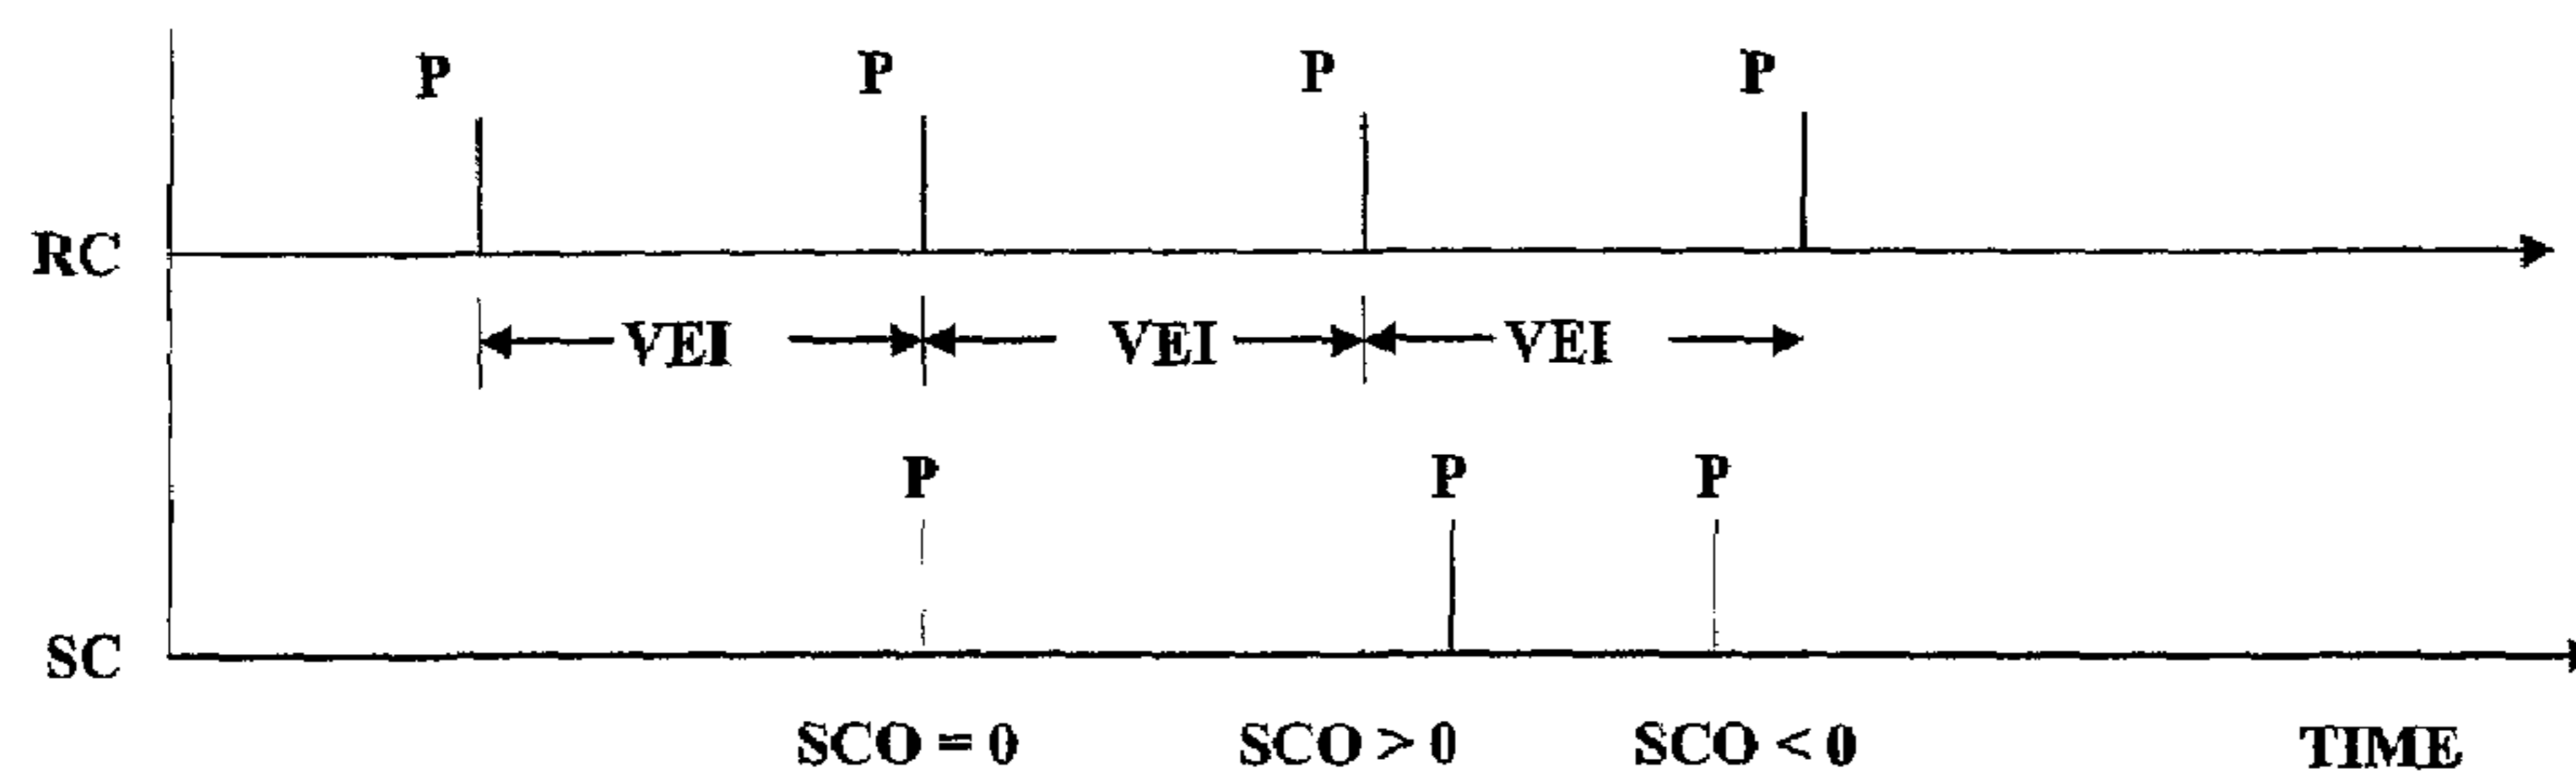 P P P P
RC
VEI VEI VEI
P P P
SC
SCO = 0 SCO > 0 SCO < 0 TIME